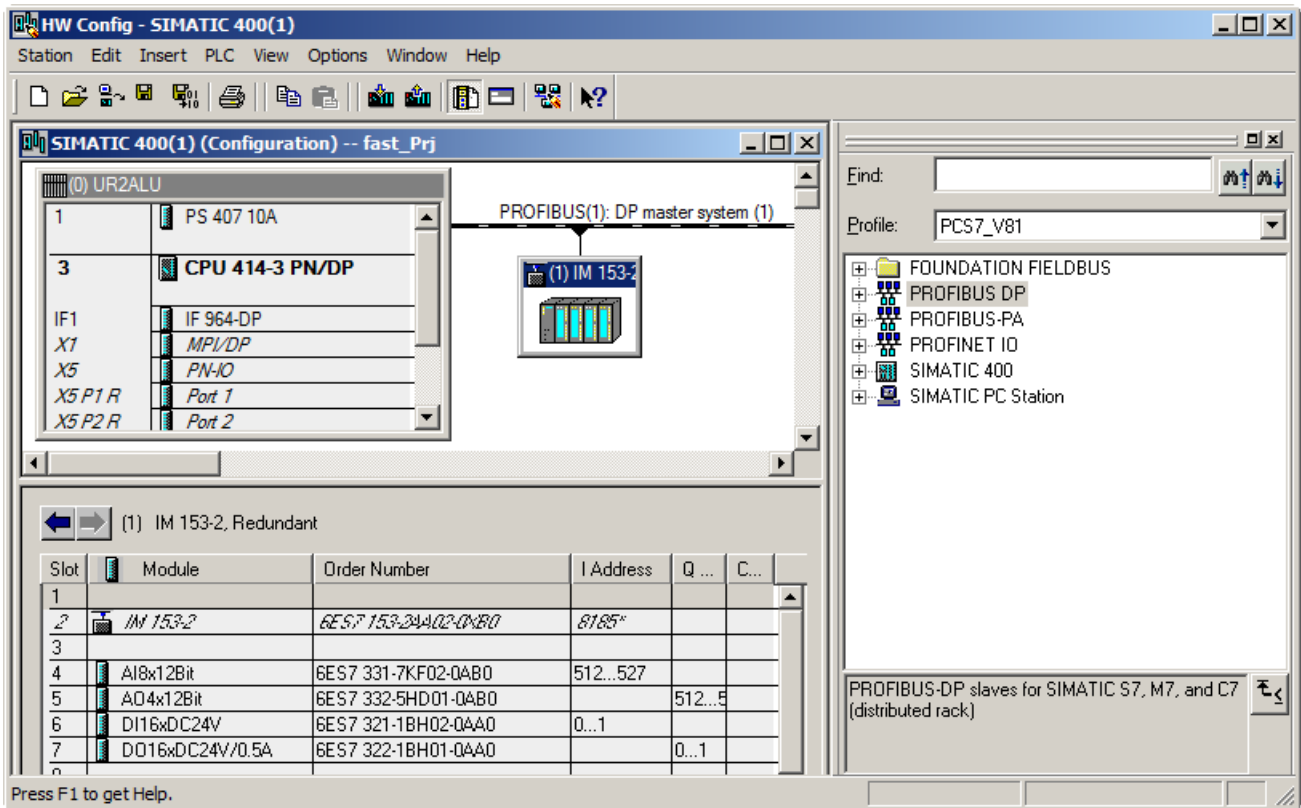 HW Config - SIMATIC 400(1)
Station Edit Insert PLC View Options Window Help
SIMATIC 400(1) (Configuration) -- fast_Prj
(0) UR2ALU
1 PS 407 10A
3 CPU 414-3 PN/DP
IF1 IF 964-DP
X1 MPI/DP
X5 PN-IO
X5 P1 R Port 1
X5 P2 R Port 2
PROFIBUS(1): DP master system (1)
(1) IM 153-2
(1) IM 153-2, Redundant
Slot Module Order Number I Address Q ... C...
1
2 IM 153-2 6ES7 153-2AA02-0XB0 8185*
3
4 AI8x12Bit 6ES7 331-7KF02-0AB0 512...527
5 AO4x12Bit 6ES7 332-5HD01-0AB0 512...5
6 DI16xDC24V 6ES7 321-1BH02-0AA0 0...1
7 DO16xDC24V/0.5A 6ES7 322-1BH01-0AA0 0...1
Find:
Profile: PCS7_V81
FOUNDATION FIELDBUS
PROFIBUS DP
PROFIBUS-PA
PROFINET IO
SIMATIC 400
SIMATIC PC Station
PROFIBUS-DP slaves for SIMATIC S7, M7, and C7
(distributed rack)
Press F1 to get Help.